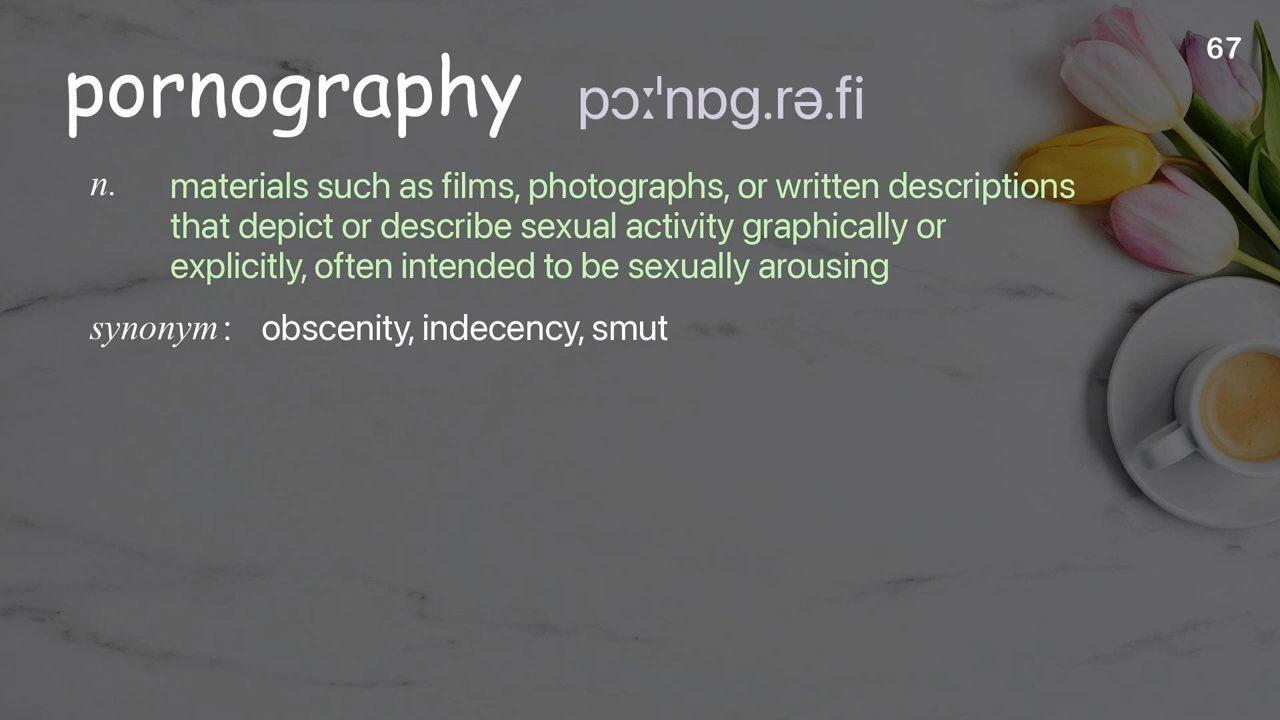 67
pornography pɔːˈnɒg.rə.fi
n. materials such as films, photographs, or written descriptions
that depict or describe sexual activity graphically or
explicitly, often intended to be sexually arousing
synonym: obscenity, indecency, smut